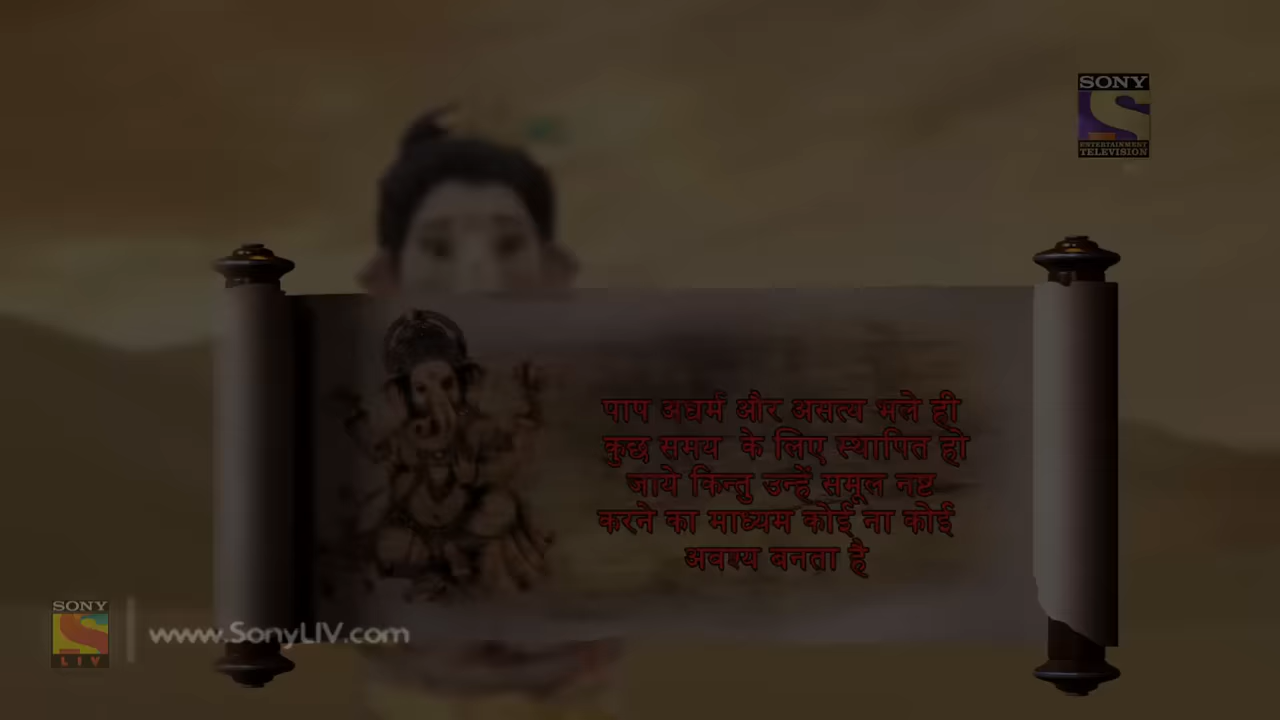 SONY
ENTERTAINMENT
TELEVISION
पाप अधर्म और असत्य भले ही
कुछ समय के लिए स्थापित हो
जाये किन्तु उन्हें समूल नष्ट
करने का माध्यम कोई ना कोई
अवश्य बनता है
SONY
LIV
www.SonyLIV.com